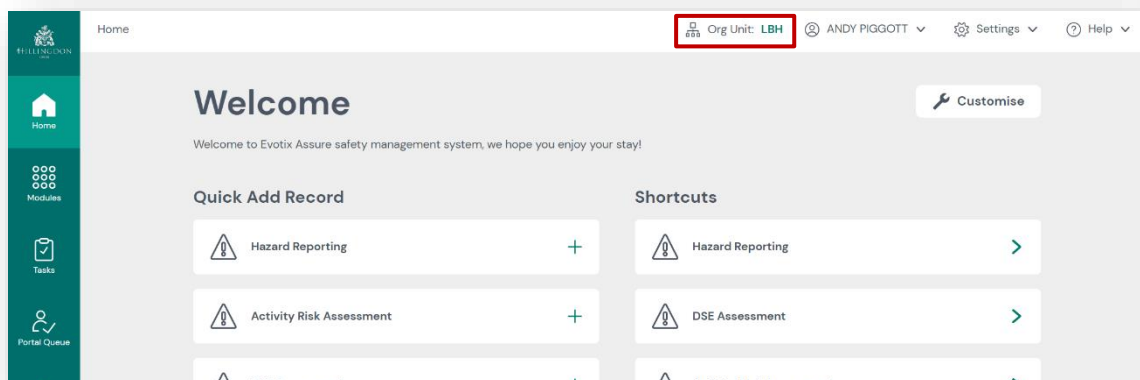 HILLINGDON
Home
Org Unit: LBH
ANDY PIGGOTT
Settings
Help
Home
Modules
Tasks
Portal Queue
Welcome
Customise
Welcome to Evotix Assure safety management system, we hope you enjoy your stay!
Quick Add Record
Shortcuts
Hazard Reporting
Hazard Reporting
Activity Risk Assessment
DSE Assessment